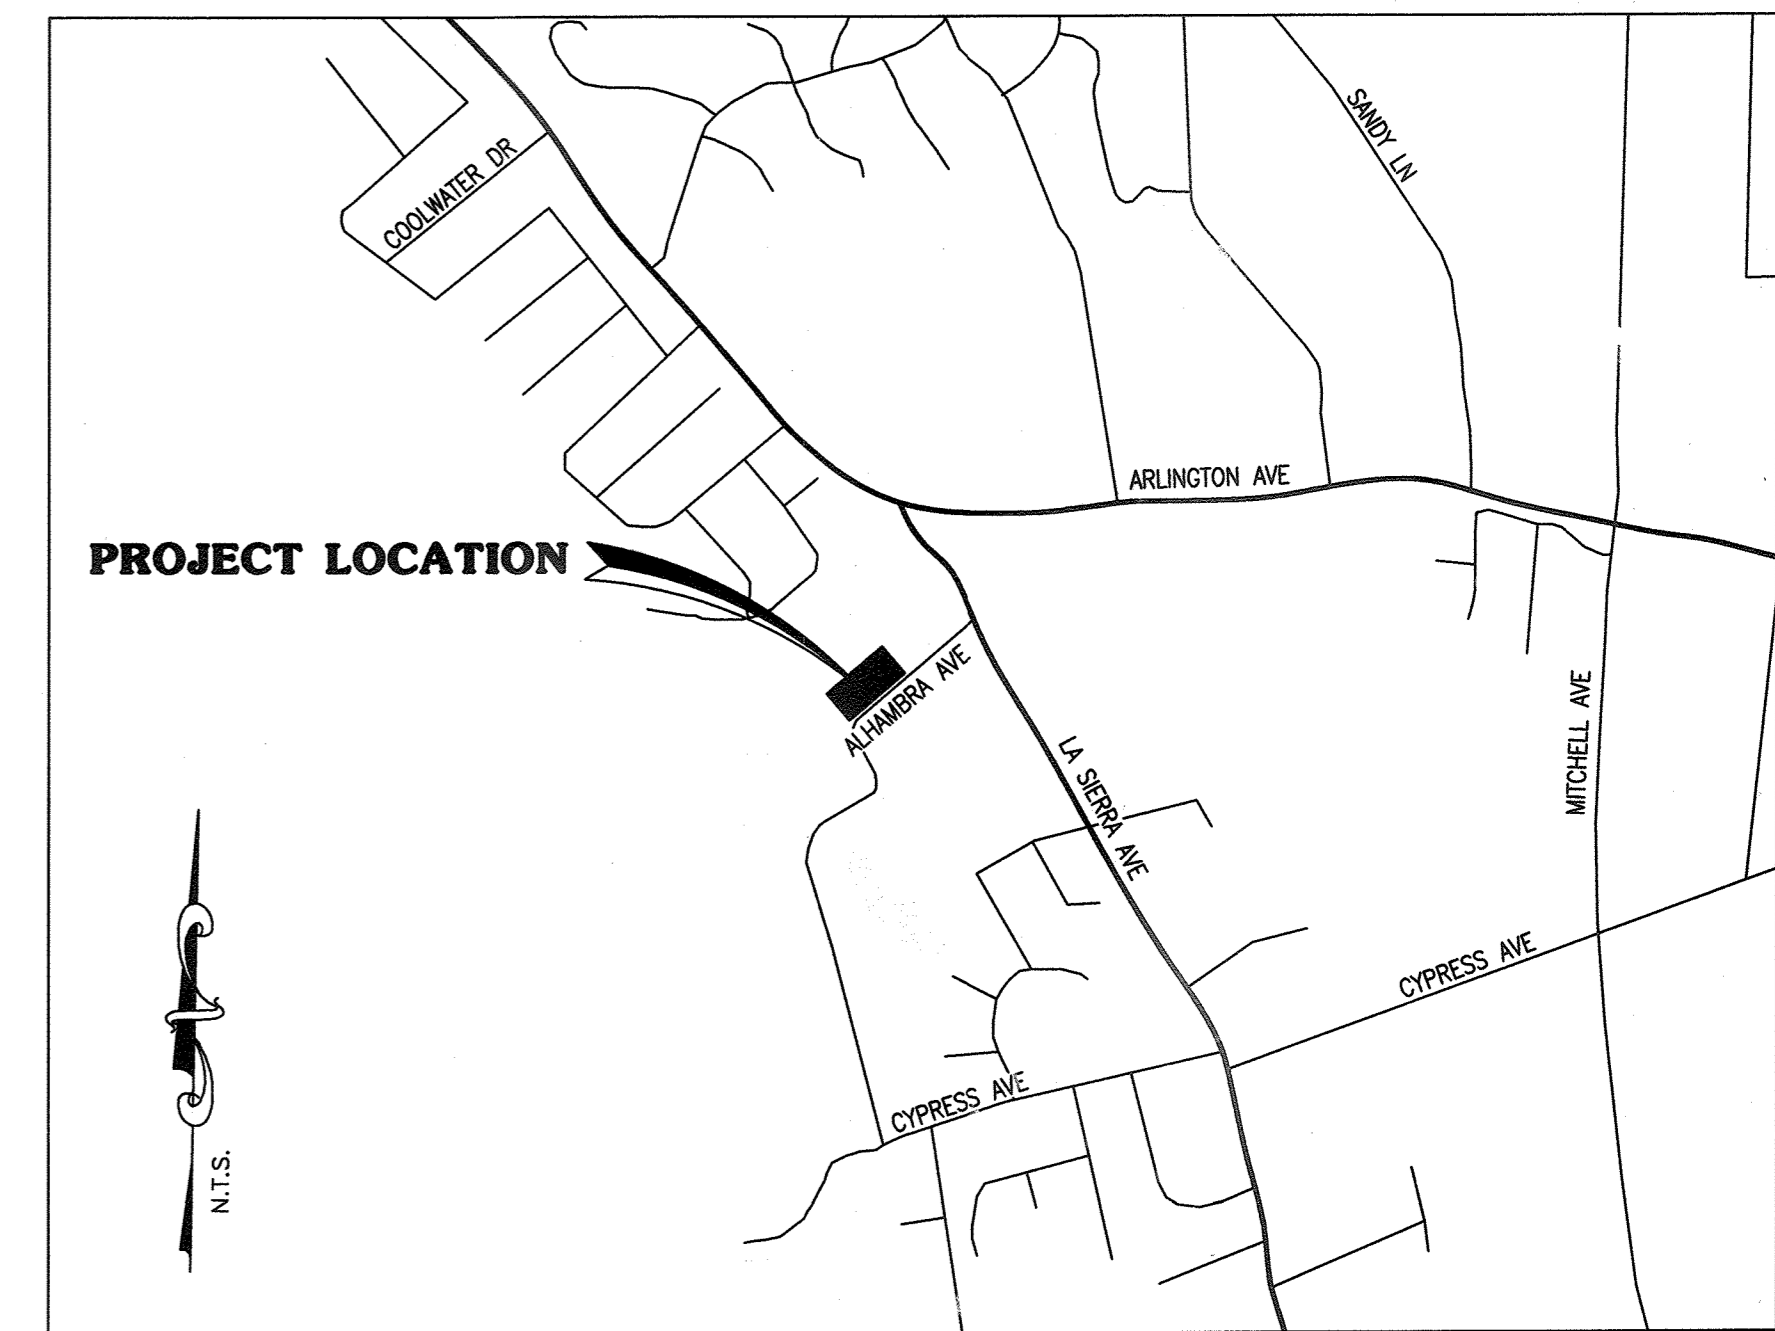 SANDY LN
COOLWATER DR
ARLINGTON AVE
PROJECT LOCATION
ALHAMBRA AVE
MITCHELL AVE
LA SIERRA AVE
CYPRESS AVE
CYPRESS AVE
N.T.S.